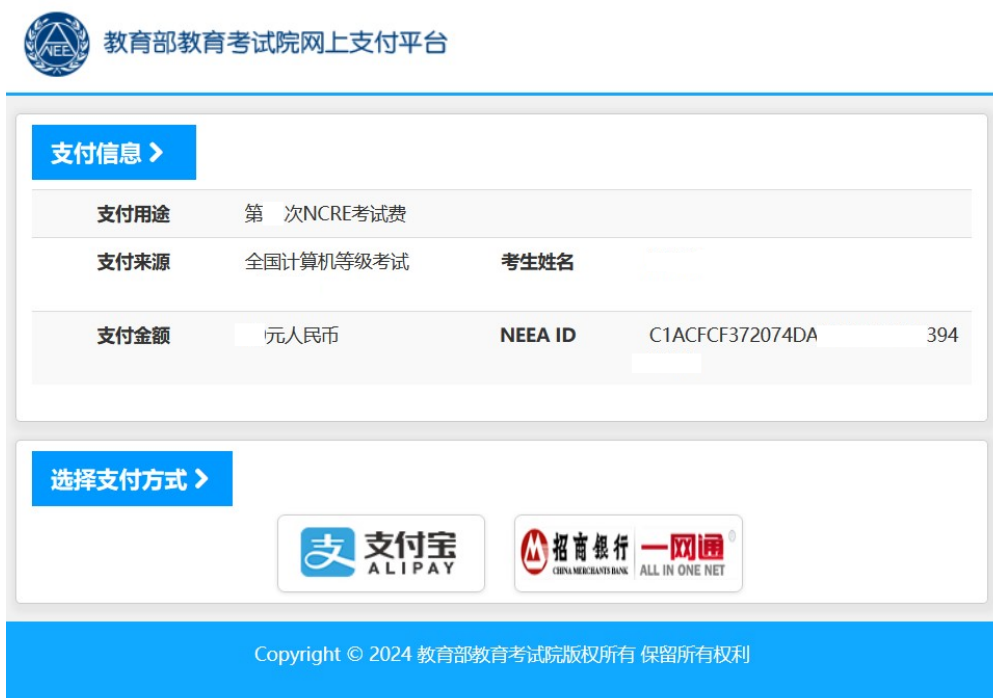 NEEA
教育部教育考试院网上支付平台
支付信息
支付用途 第 次NCRE考试费
支付来源 全国计算机等级考试 考生姓名
支付金额 元人民币 NEEA ID C1ACFCF372074DA 394
选择支付方式
支 支付宝
ALIPAY
招商银行 一网通®
CHINA MERCHANTS BANK ALL IN ONE NET
Copyright © 2024 教育部教育考试院版权所有 保留所有权利